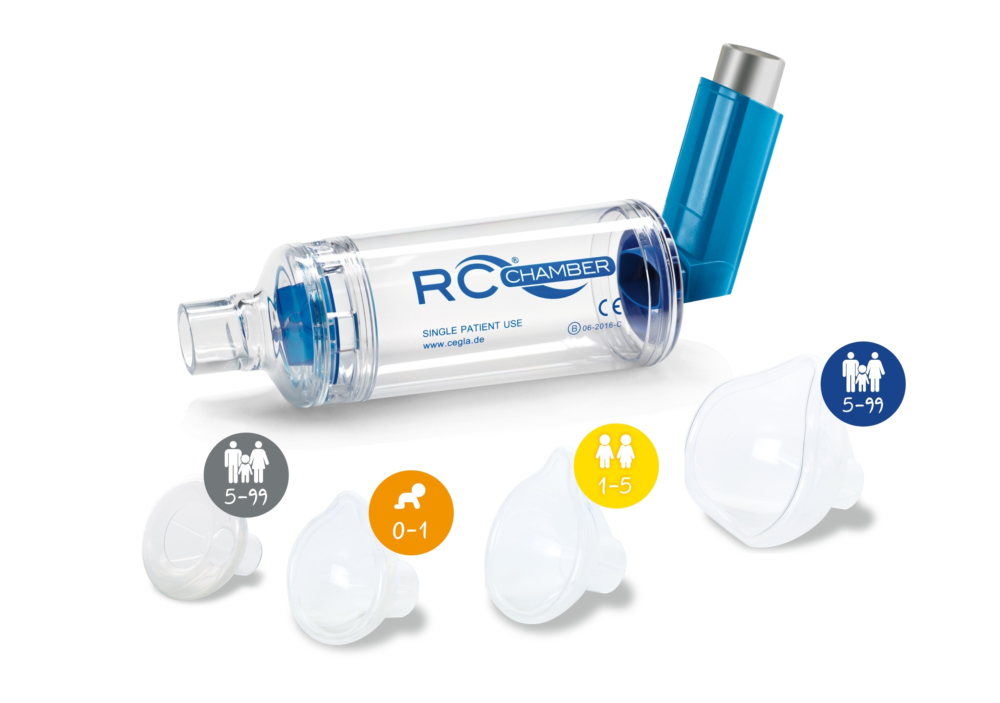 RC® CHAMBER
CE
SINGLE PATIENT USE
www.cegla.de
B 06-2016-C
5-99
0-1
1-5
5-99